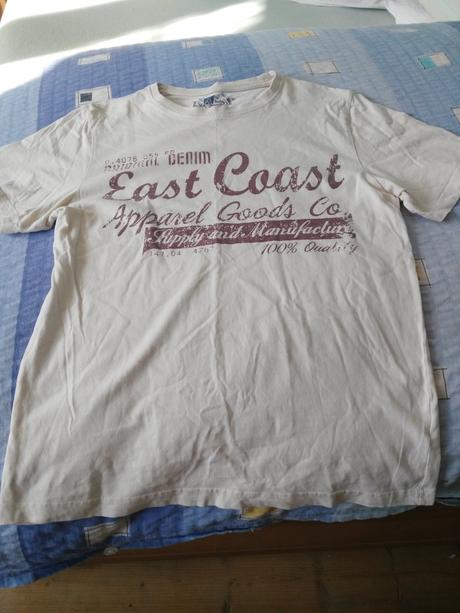 DENIM
East Coast
Apparel Goods Co.
Supply and Manufacture
100% Quality